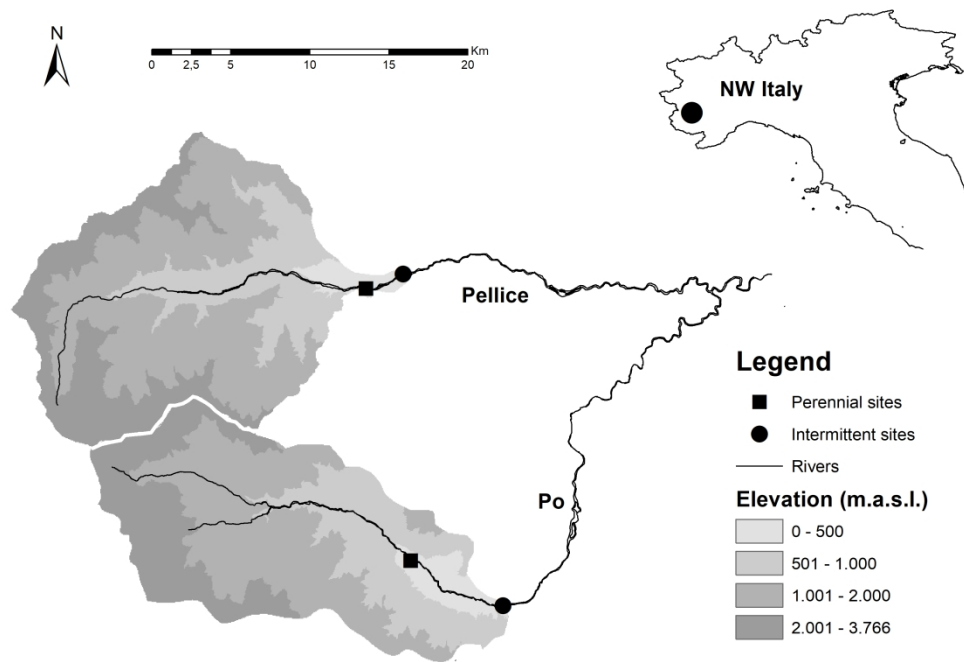 N
Km
0 2,5 5 10 15 20
NW Italy
Pellice
Po
Legend
Perennial sites
Intermittent sites
Rivers
Elevation (m.a.s.l.)
0 - 500
501 - 1.000
1.001 - 2.000
2.001 - 3.766